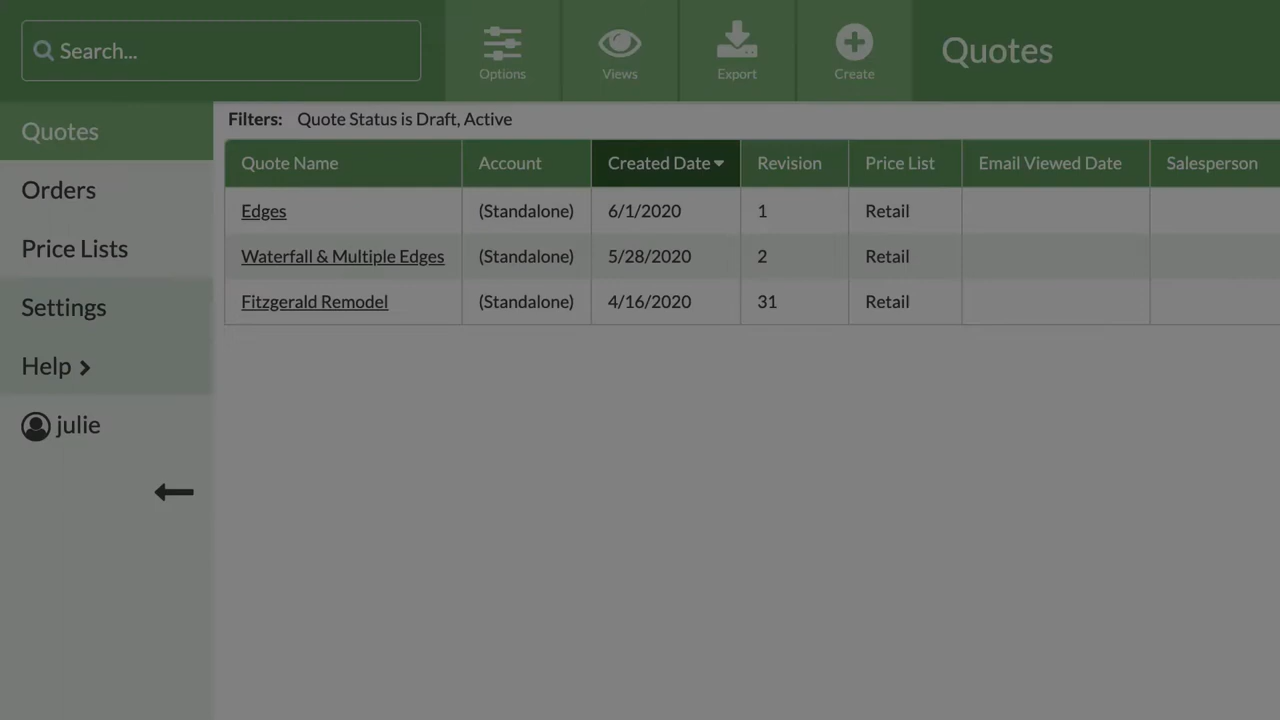 Search...
Options
Views
Export
Create
Quotes
Quotes
Orders
Price Lists
Settings
Help
julie
Filters: Quote Status is Draft, Active
Quote Name Account Created Date Revision Price List Email Viewed Date Salesperson
Edges (Standalone) 6/1/2020 1 Retail
Waterfall & Multiple Edges (Standalone) 5/28/2020 2 Retail
Fitzgerald Remodel (Standalone) 4/16/2020 31 Retail